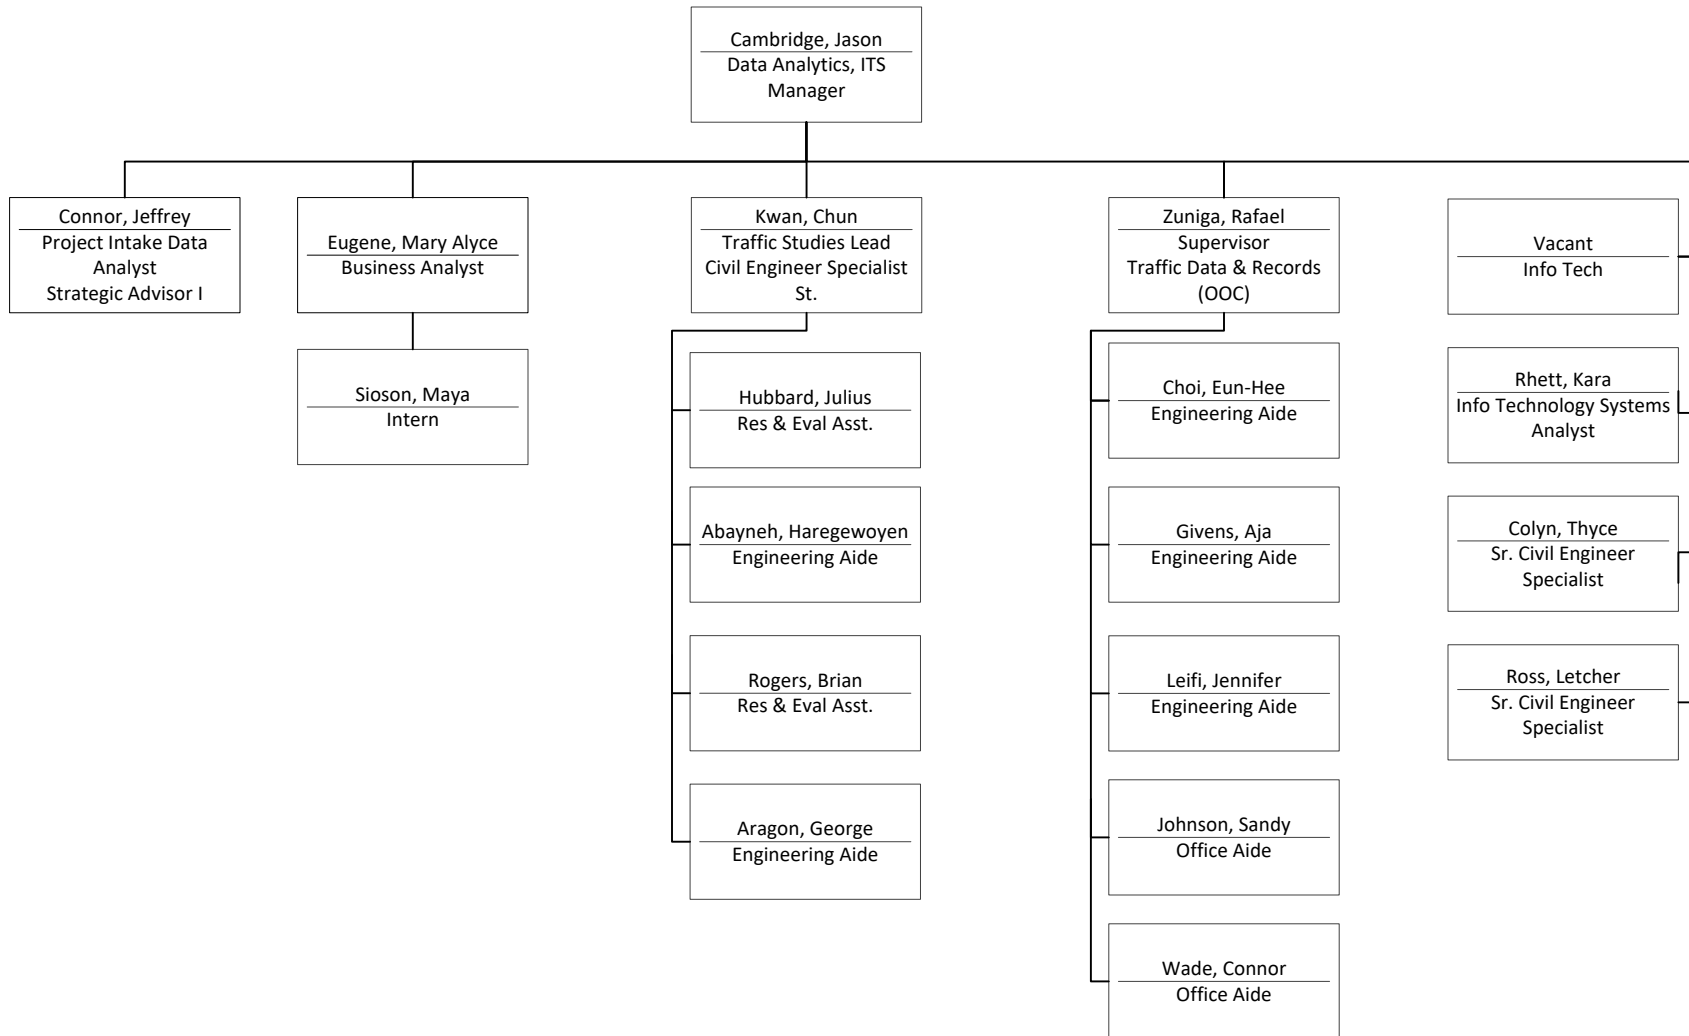 Cambridge, Jason
Data Analytics, ITS
Manager
Connor, Jeffrey
Project Intake Data
Analyst
Strategic Advisor I
Eugene, Mary Alyce
Business Analyst
Sioson, Maya
Intern
Kwan, Chun
Traffic Studies Lead
Civil Engineer Specialist
St.
Hubbard, Julius
Res & Eval Asst.
Abayneh, Haregewoyen
Engineering Aide
Rogers, Brian
Res & Eval Asst.
Aragon, George
Engineering Aide
Zuniga, Rafael
Supervisor
Traffic Data & Records
(OOC)
Choi, Eun-Hee
Engineering Aide
Givens, Aja
Engineering Aide
Leifi, Jennifer
Engineering Aide
Johnson, Sandy
Office Aide
Wade, Connor
Office Aide
Vacant
Info Tech
Rhett, Kara
Info Technology Systems
Analyst
Colyn, Thyce
Sr. Civil Engineer
Specialist
Ross, Letcher
Sr. Civil Engineer
Specialist